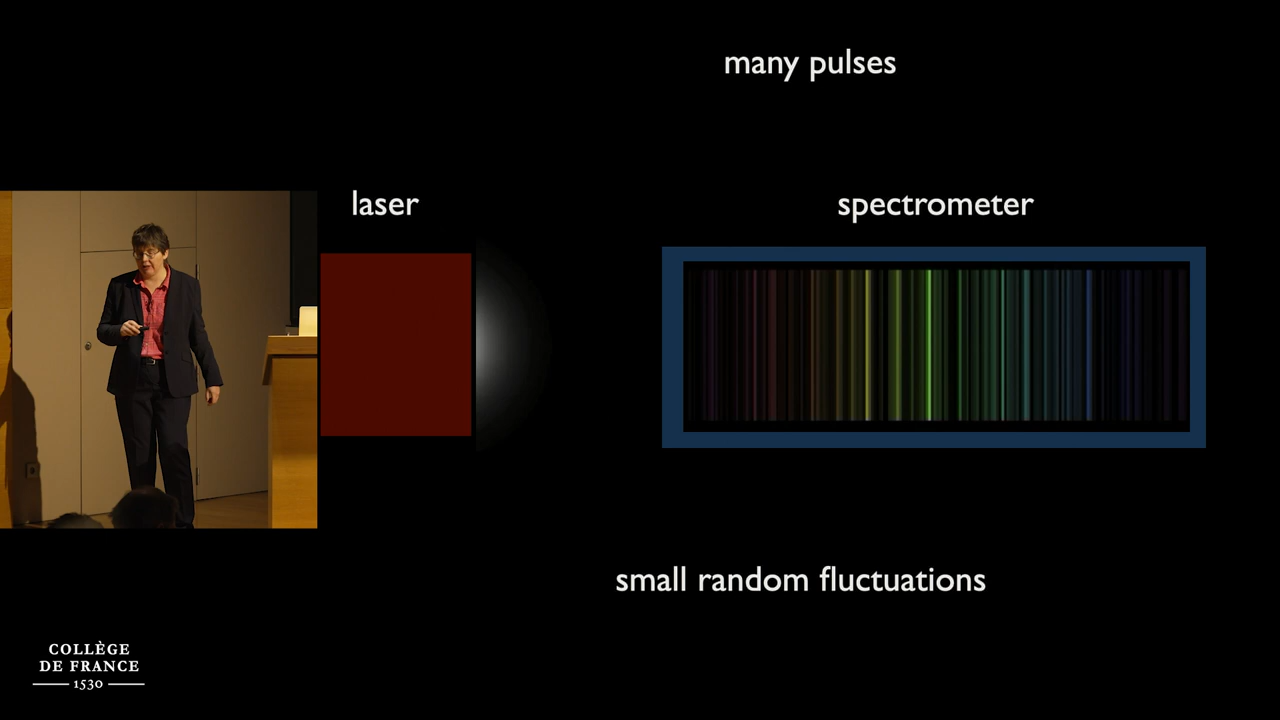 many pulses
laser
spectrometer
small random fluctuations
COLLÈGE
DE FRANCE
1530